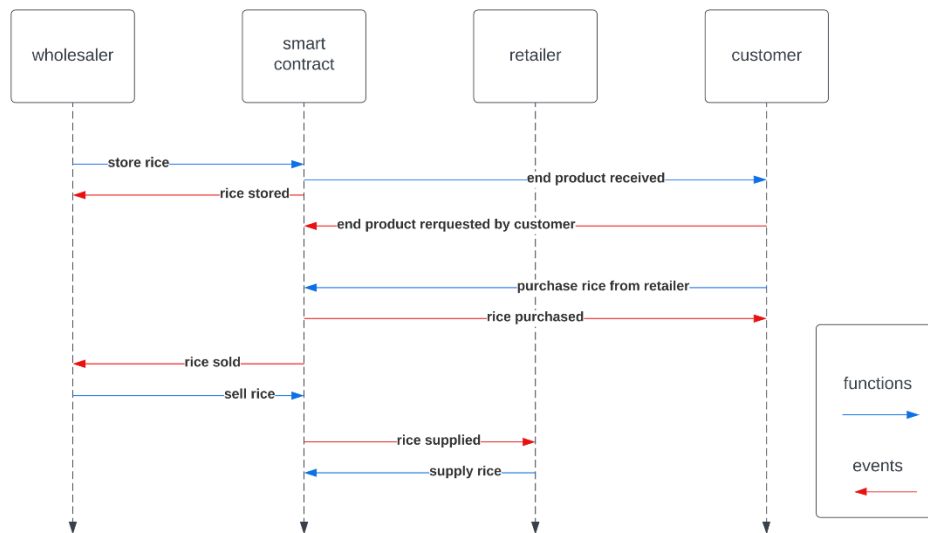 wholesaler
smart
contract
retailer
customer
store rice
end product received
rice stored
end product rerquested by customer
purchase rice from retailer
rice purchased
rice sold
sell rice
rice supplied
supply rice
functions
events